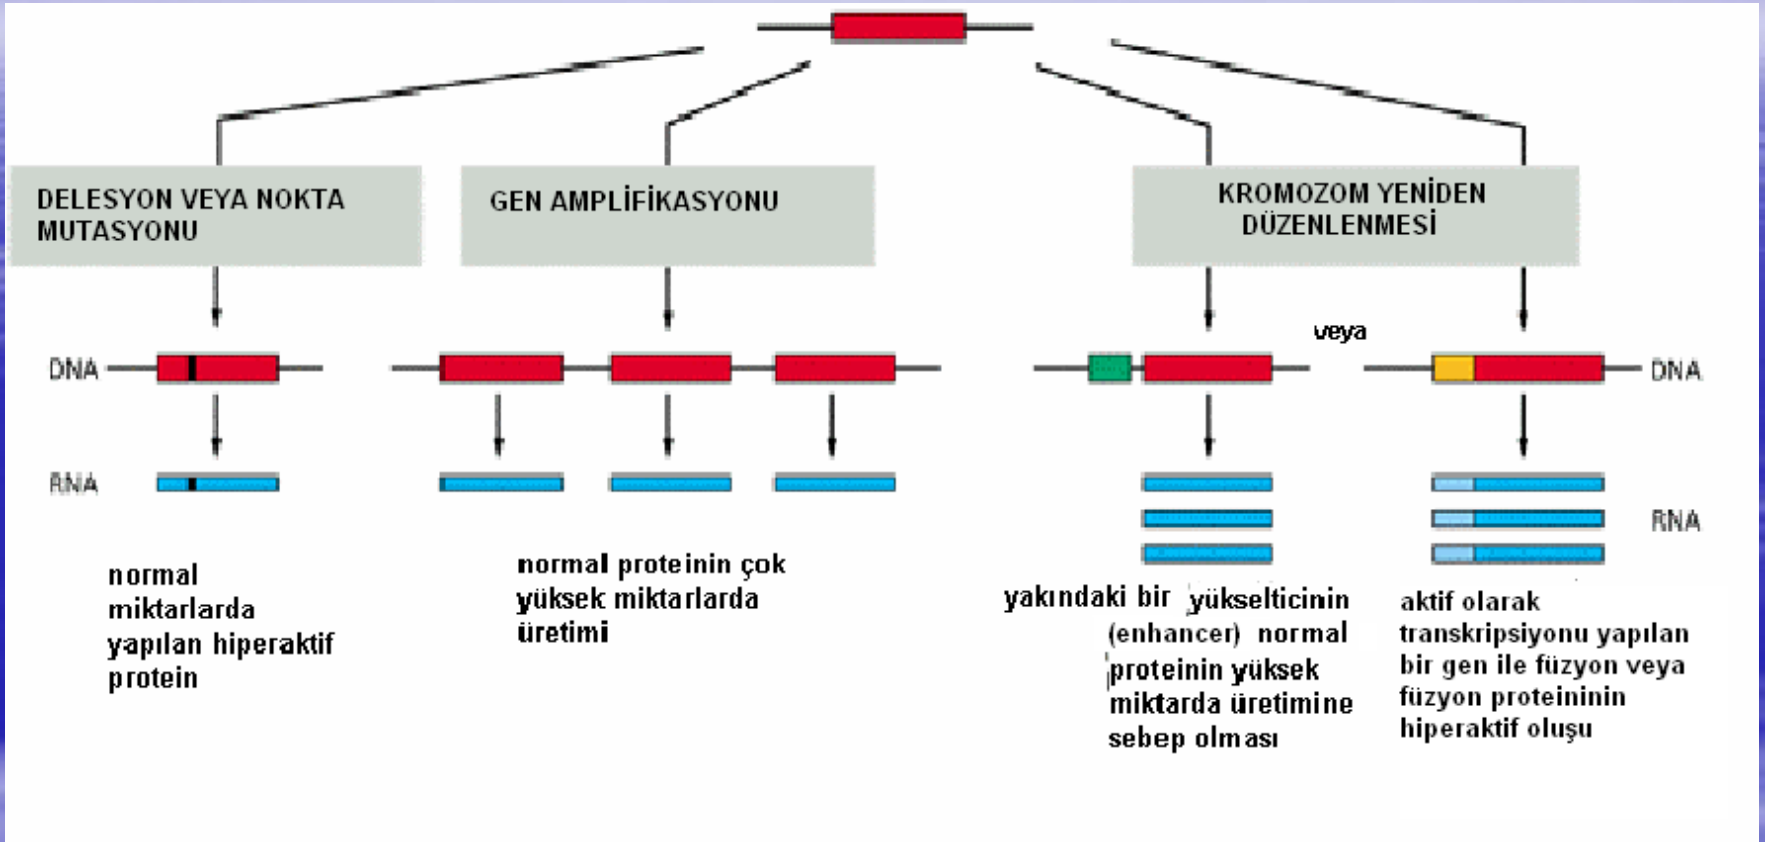 DELESYON VEYA NOKTA
MUTASYONU
GEN AMPLİFİKASYONU
KROMOZOM YENİDEN
DÜZENLENMESİ
veya
DNA
DNA
RNA
RNA
normal
miktarlarda
yapılan hiperaktif
protein
normal proteinin çok
yüksek miktarlarda
üretimi
yakındaki bir yükselticinin
(enhancer) normal
proteinin yüksek
miktarda üretimine
sebep olması
aktif olarak
transkripsiyonu yapılan
bir gen ile füzyon veya
füzyon proteininin
hiperaktif oluşu